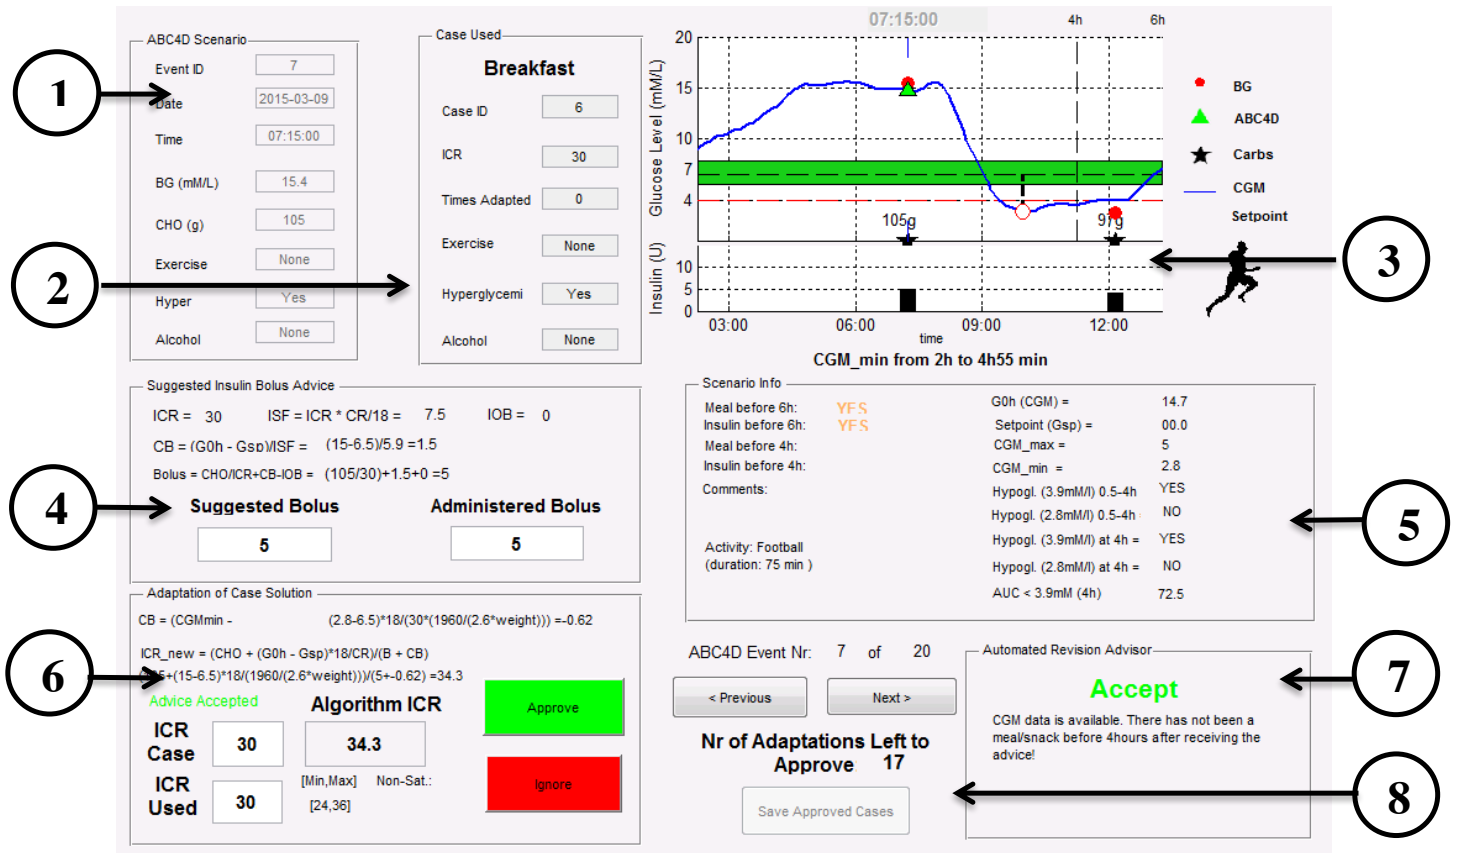 1
ABC4D Scenario
Event ID 7
Date 2015-03-09
Time 07:15:00
BG (mM/L) 15.4
CHO (g) 105
Exercise None
Hyper Yes
Alcohol None
2
Case Used
Breakfast
Case ID 6
ICR 30
Times Adapted 0
Exercise None
Hyperglycemi Yes
Alcohol None
3
07:15:00
4h 6h
Glucose Level (mM/L)
20
15
10
7
4
105g
97g
Insulin (U)
10
5
0
03:00 06:00 09:00 12:00
time
CGM_min from 2h to 4h55 min
BG
ABC4D
Carbs
CGM
Setpoint
4
Suggested Insulin Bolus Advice
ICR = 30 ISF = ICR * CR/18 = 7.5 IOB = 0
CB = (G0h - Gsp)/ISF = (15-6.5)/5.9 =1.5
Bolus = CHO/ICR+CB-IOB = (105/30)+1.5+0 =5
Suggested Bolus Administered Bolus
5 5
5
Scenario Info
Meal before 6h: YES
Insulin before 6h: YES
Meal before 4h:
Insulin before 4h:
Comments:
Activity: Football
(duration: 75 min )
G0h (CGM) = 14.7
Setpoint (Gsp) = 00.0
CGM_max = 5
CGM_min = 2.8
Hypogl. (3.9mM/l) 0.5-4h YES
Hypogl. (2.8mM/l) 0.5-4h NO
Hypogl. (3.9mM/l) at 4h = YES
Hypogl. (2.8mM/l) at 4h = NO
AUC < 3.9mM (4h) 72.5
6
Adaptation of Case Solution
CB = (CGMmin - (2.8-6.5)*18/(30*(1960/(2.6*weight))) =-0.62
ICR_new = (CHO + (G0h - Gsp)*18/CR)/(B + CB)
+(15-6.5)*18/(1960/(2.6*weight)))/(5+-0.62) =34.3
Advice Accepted
Algorithm ICR
ICR Case 30
34.3
ICR Used 30
[Min,Max] Non-Sat.:
[24,36]
Approve
Ignore
ABC4D Event Nr: 7 of 20
< Previous Next >
Nr of Adaptations Left to
Approve 17
Save Approved Cases
7
Automated Revision Advisor
Accept
CGM data is available. There has not been a
meal/snack before 4hours after receiving the
advice!
8